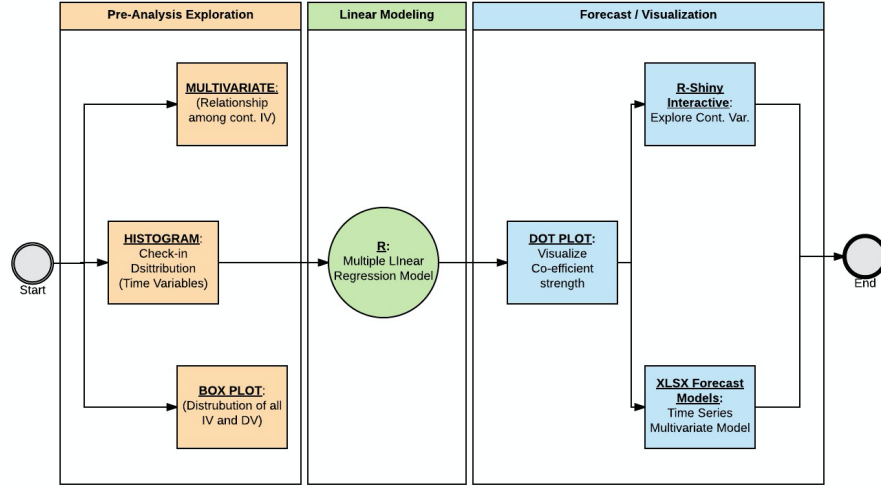 Pre-Analysis Exploration
Linear Modeling
Forecast / Visualization
MULTIVARIATE:
(Relationship
among cont. IV)
R-Shiny
Interactive:
Explore Cont. Var.
HISTOGRAM:
Check-in
Dsittribution
(Time Variables)
R:
Multiple LInear
Regression Model
DOT PLOT:
Visualize
Co-efficient
strength
Start
End
BOX PLOT:
(Distrubution of all
IV and DV)
XLSX Forecast
Models:
Time Series
Multivariate Model